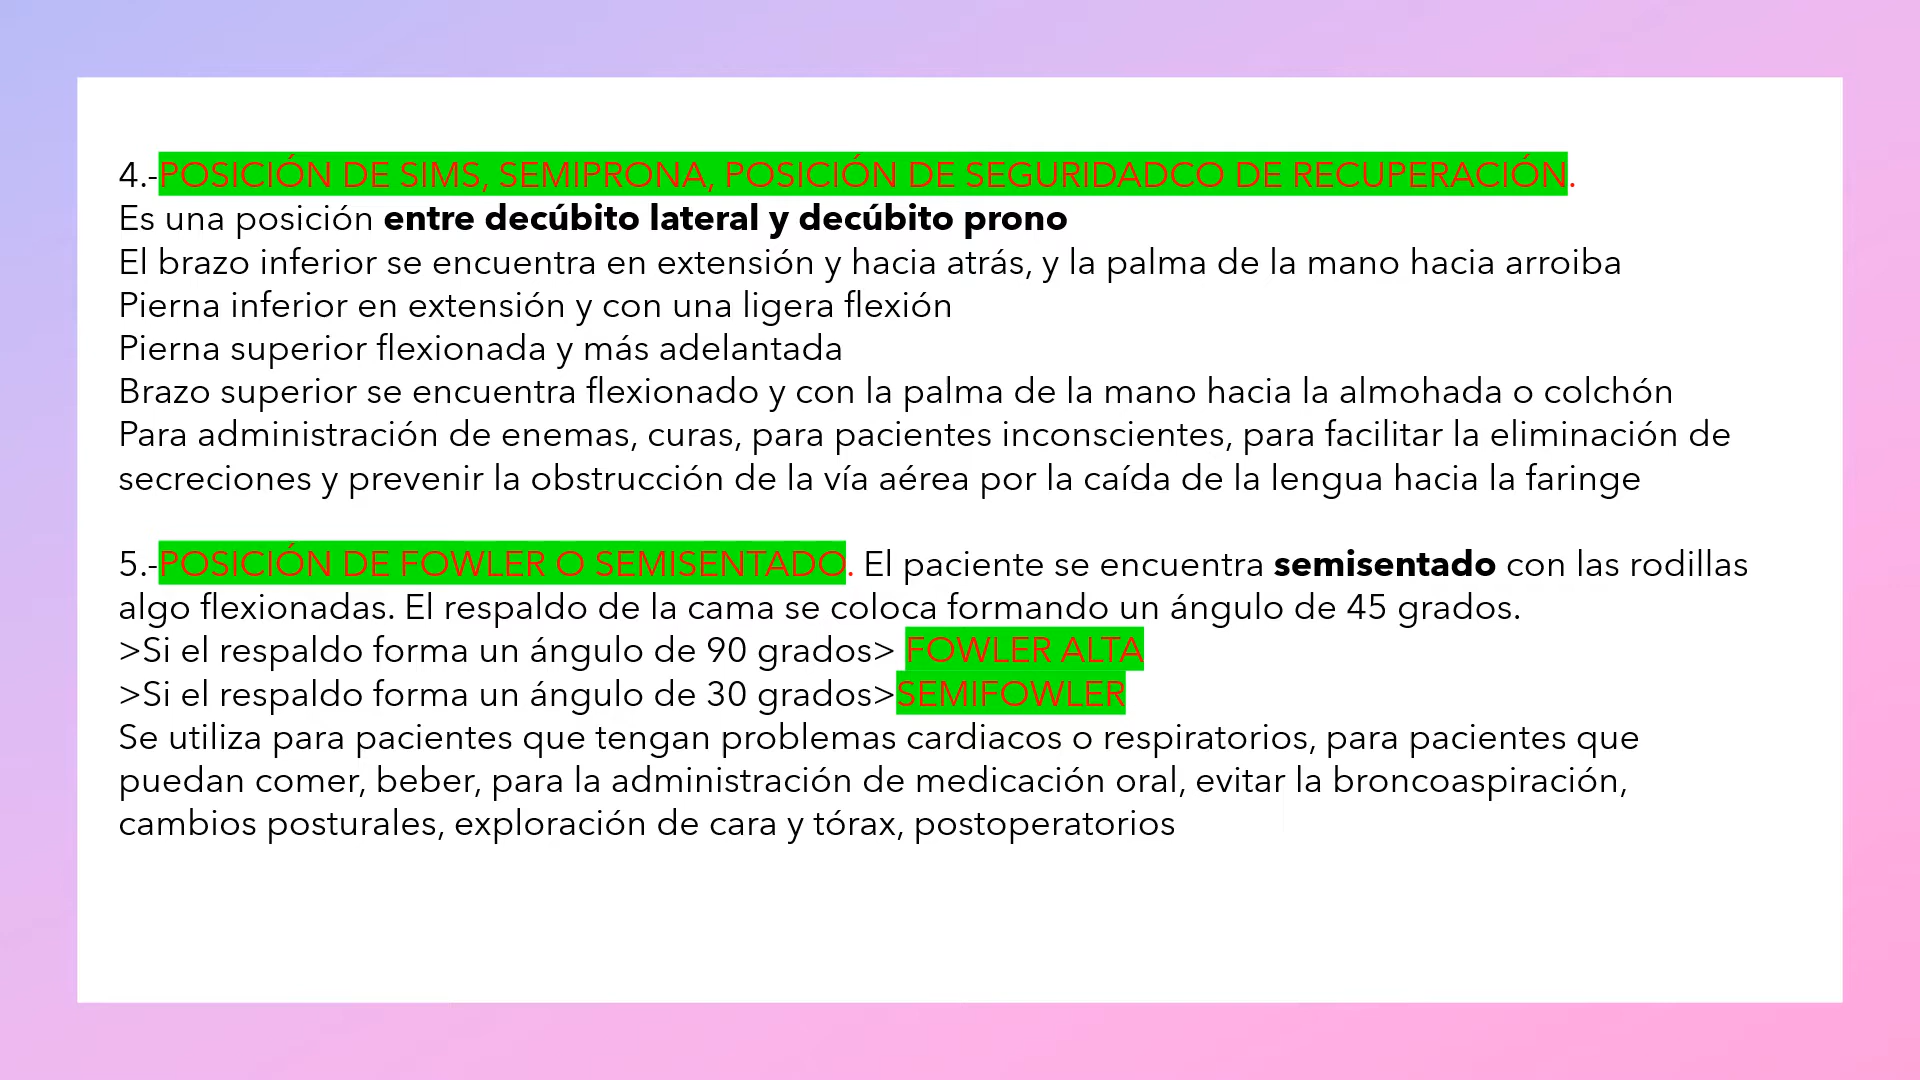 4.-POSICIÓN DE SIMS, SEMIPRONA, POSICIÓN DE SEGURIDADCO DE RECUPERACIÓN.
Es una posición entre decúbito lateral y decúbito prono
El brazo inferior se encuentra en extensión y hacia atrás, y la palma de la mano hacia arroiba
Pierna inferior en extensión y con una ligera flexión
Pierna superior flexionada y más adelantada
Brazo superior se encuentra flexionado y con la palma de la mano hacia la almohada o colchón
Para administración de enemas, curas, para pacientes inconscientes, para facilitar la eliminación de
secreciones y prevenir la obstrucción de la vía aérea por la caída de la lengua hacia la faringe
5.-POSICIÓN DE FOWLER O SEMISENTADO. El paciente se encuentra semisentado con las rodillas
algo flexionadas. El respaldo de la cama se coloca formando un ángulo de 45 grados.
>Si el respaldo forma un ángulo de 90 grados> FOWLER ALTA
>Si el respaldo forma un ángulo de 30 grados>SEMIFOWLER
Se utiliza para pacientes que tengan problemas cardiacos o respiratorios, para pacientes que
puedan comer, beber, para la administración de medicación oral, evitar la broncoaspiración,
cambios posturales, exploración de cara y tórax, postoperatorios